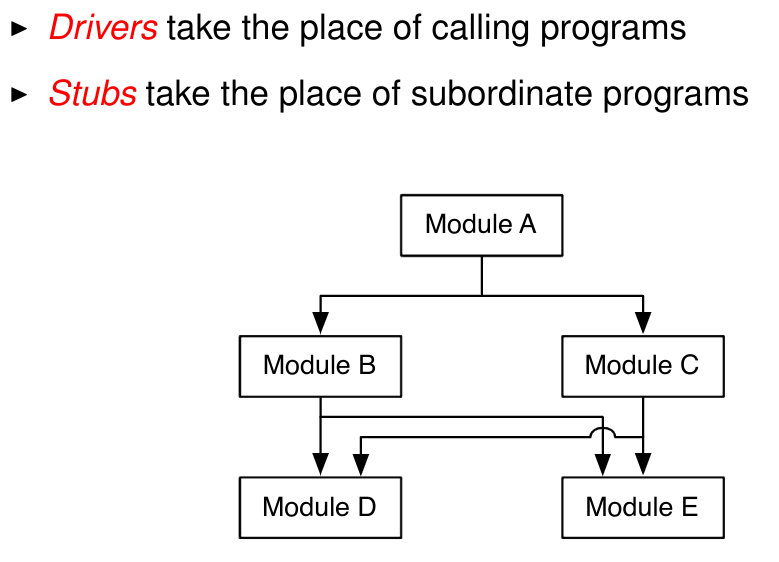 ▶ Drivers take the place of calling programs
▶ Stubs take the place of subordinate programs
Module A
Module B
Module C
Module D
Module E